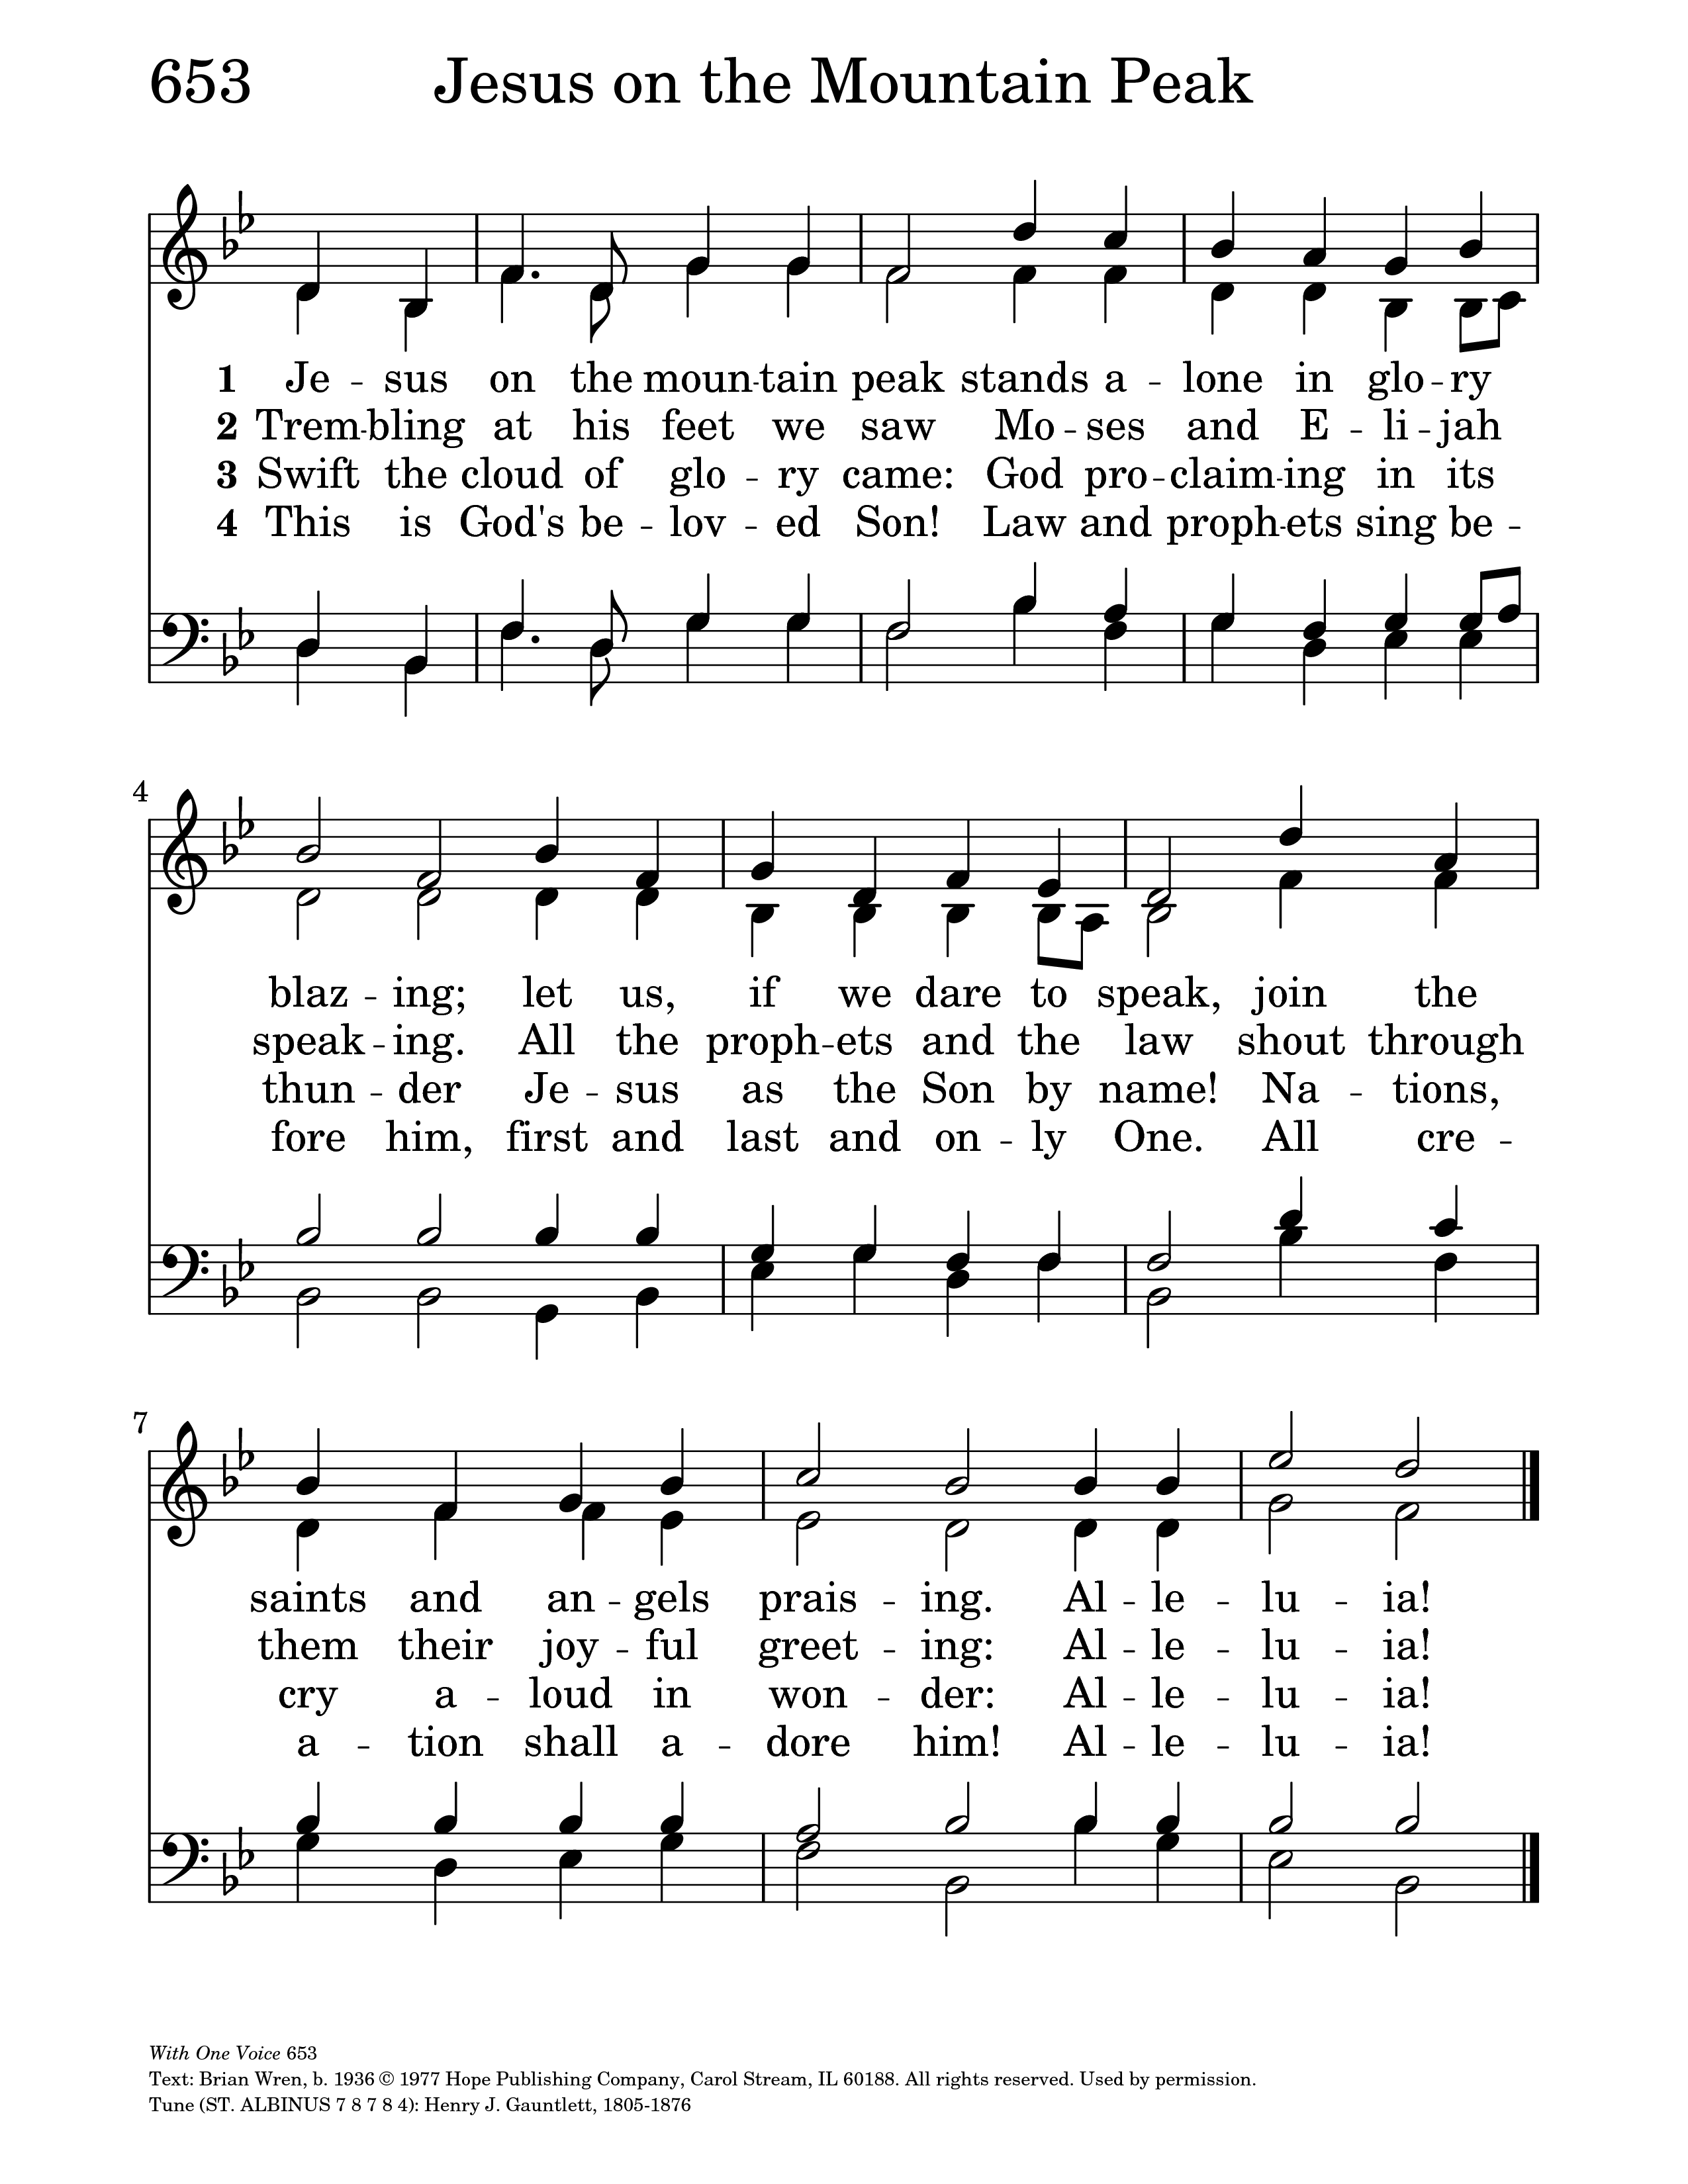 653 Jesus on the Mountain Peak
1 Je - sus on the moun - tain peak stands a - lone in glo - ry
2 Trem - bling at his feet we saw Mo - ses and E - li - jah
3 Swift the cloud of glo - ry came: God pro - claim - ing in its
4 This is God's be - lov - ed Son! Law and proph - ets sing be -
4
blaz - ing; let us, if we dare to speak, join the
speak - ing. All the proph - ets and the law shout through
thun - der Je - sus as the Son by name! Na - tions,
fore him, first and last and on - ly One. All cre -
7
saints and an - gels prais - ing. Al - le - lu - ia!
them their joy - ful greet - ing: Al - le - lu - ia!
cry a - loud in won - der: Al - le - lu - ia!
a - tion shall a - dore him! Al - le - lu - ia!
With One Voice 653
Text: Brian Wren, b. 1936 © 1977 Hope Publishing Company, Carol Stream, IL 60188. All rights reserved. Used by permission.
Tune (ST. ALBINUS 7 8 7 8 4): Henry J. Gauntlett, 1805-1876